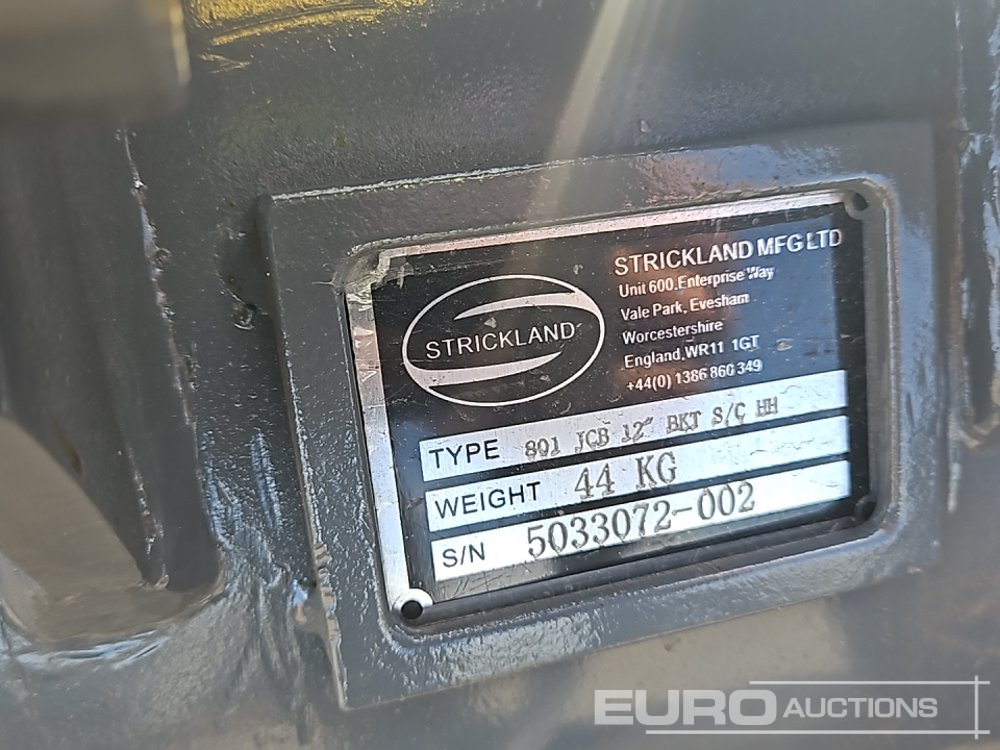 STRICKLAND
STRICKLAND MFG LTD
Unit 600.Enterprise Way
Vale Park, Evesham
Worcestershire
England.WR11 1GT
+44(0) 1386 860 349
TYPE 801 JCB 12" BKT S/C HH
WEIGHT 44 KG
S/N 5033072-002
EURO AUCTIONS